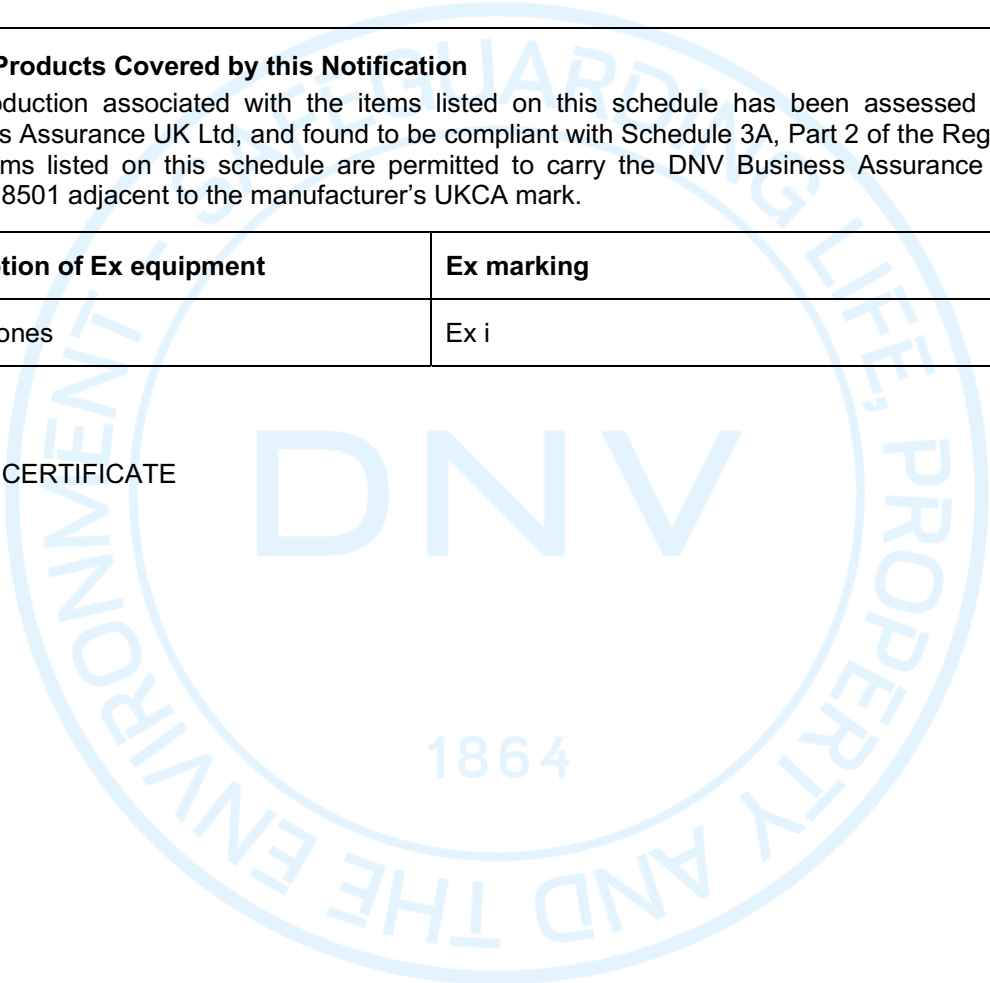 Products Covered by this Notification
oduction associated with the items listed on this schedule has been assessed
s Assurance UK Ltd, and found to be compliant with Schedule 3A, Part 2 of the Reg
ms listed on this schedule are permitted to carry the DNV Business Assurance
8501 adjacent to the manufacturer's UKCA mark.
tion of Ex equipment
Ex marking
ones
Ex i
CERTIFICATE
SAFEGUARDING LIFE, PROPERTY AND THE ENVIRONMENT –
DNV
1864